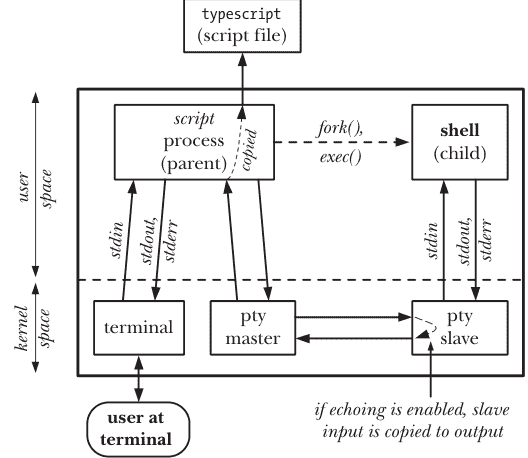 typescript
(script file)
script
process
(parent)
copied
fork(),
exec()
shell
(child)
user
space
stdin
stdout,
stderr
stdin
stdout,
stderr
kernel
space
terminal
pty
master
pty
slave
user at
terminal
if echoing is enabled, slave
input is copied to output